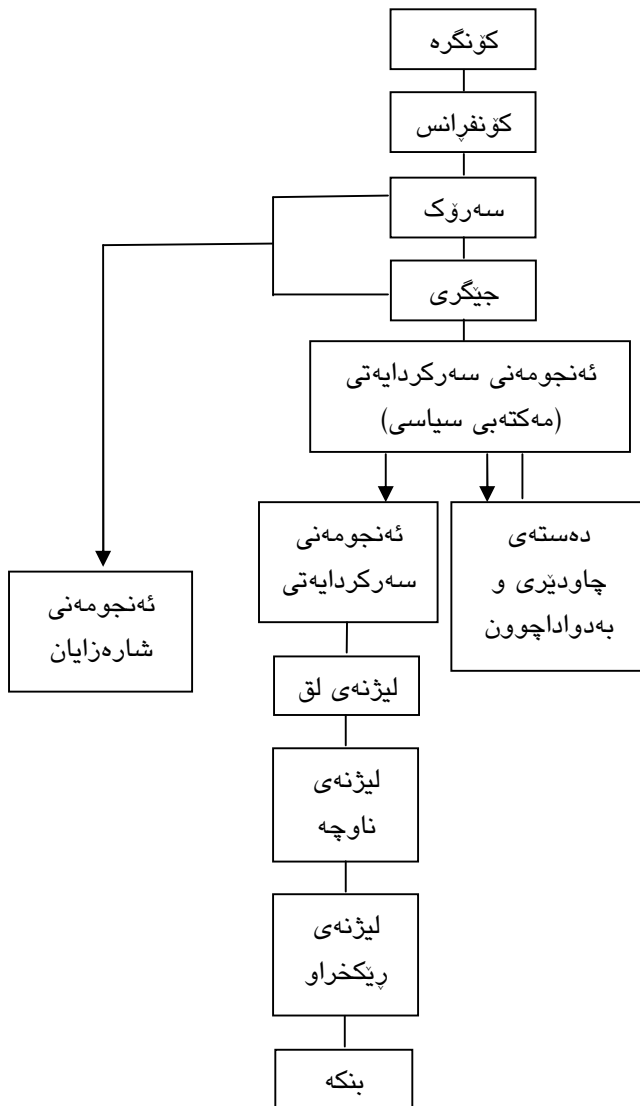 کۆنگرە
کۆنفڕانس
سەرۆک
جێگری
ئەنجومەنی سەرکردایەتی
(مەکتەبی سیاسی)
دەستەی
چاودێری و
بەدواداچوون
ئەنجومەنی
سەرکردایەتی
ئەنجومەنی
شارەزایان
لیژنەی لق
لیژنەی
ناوچە
لیژنەی
ڕێکخراو
بنکە